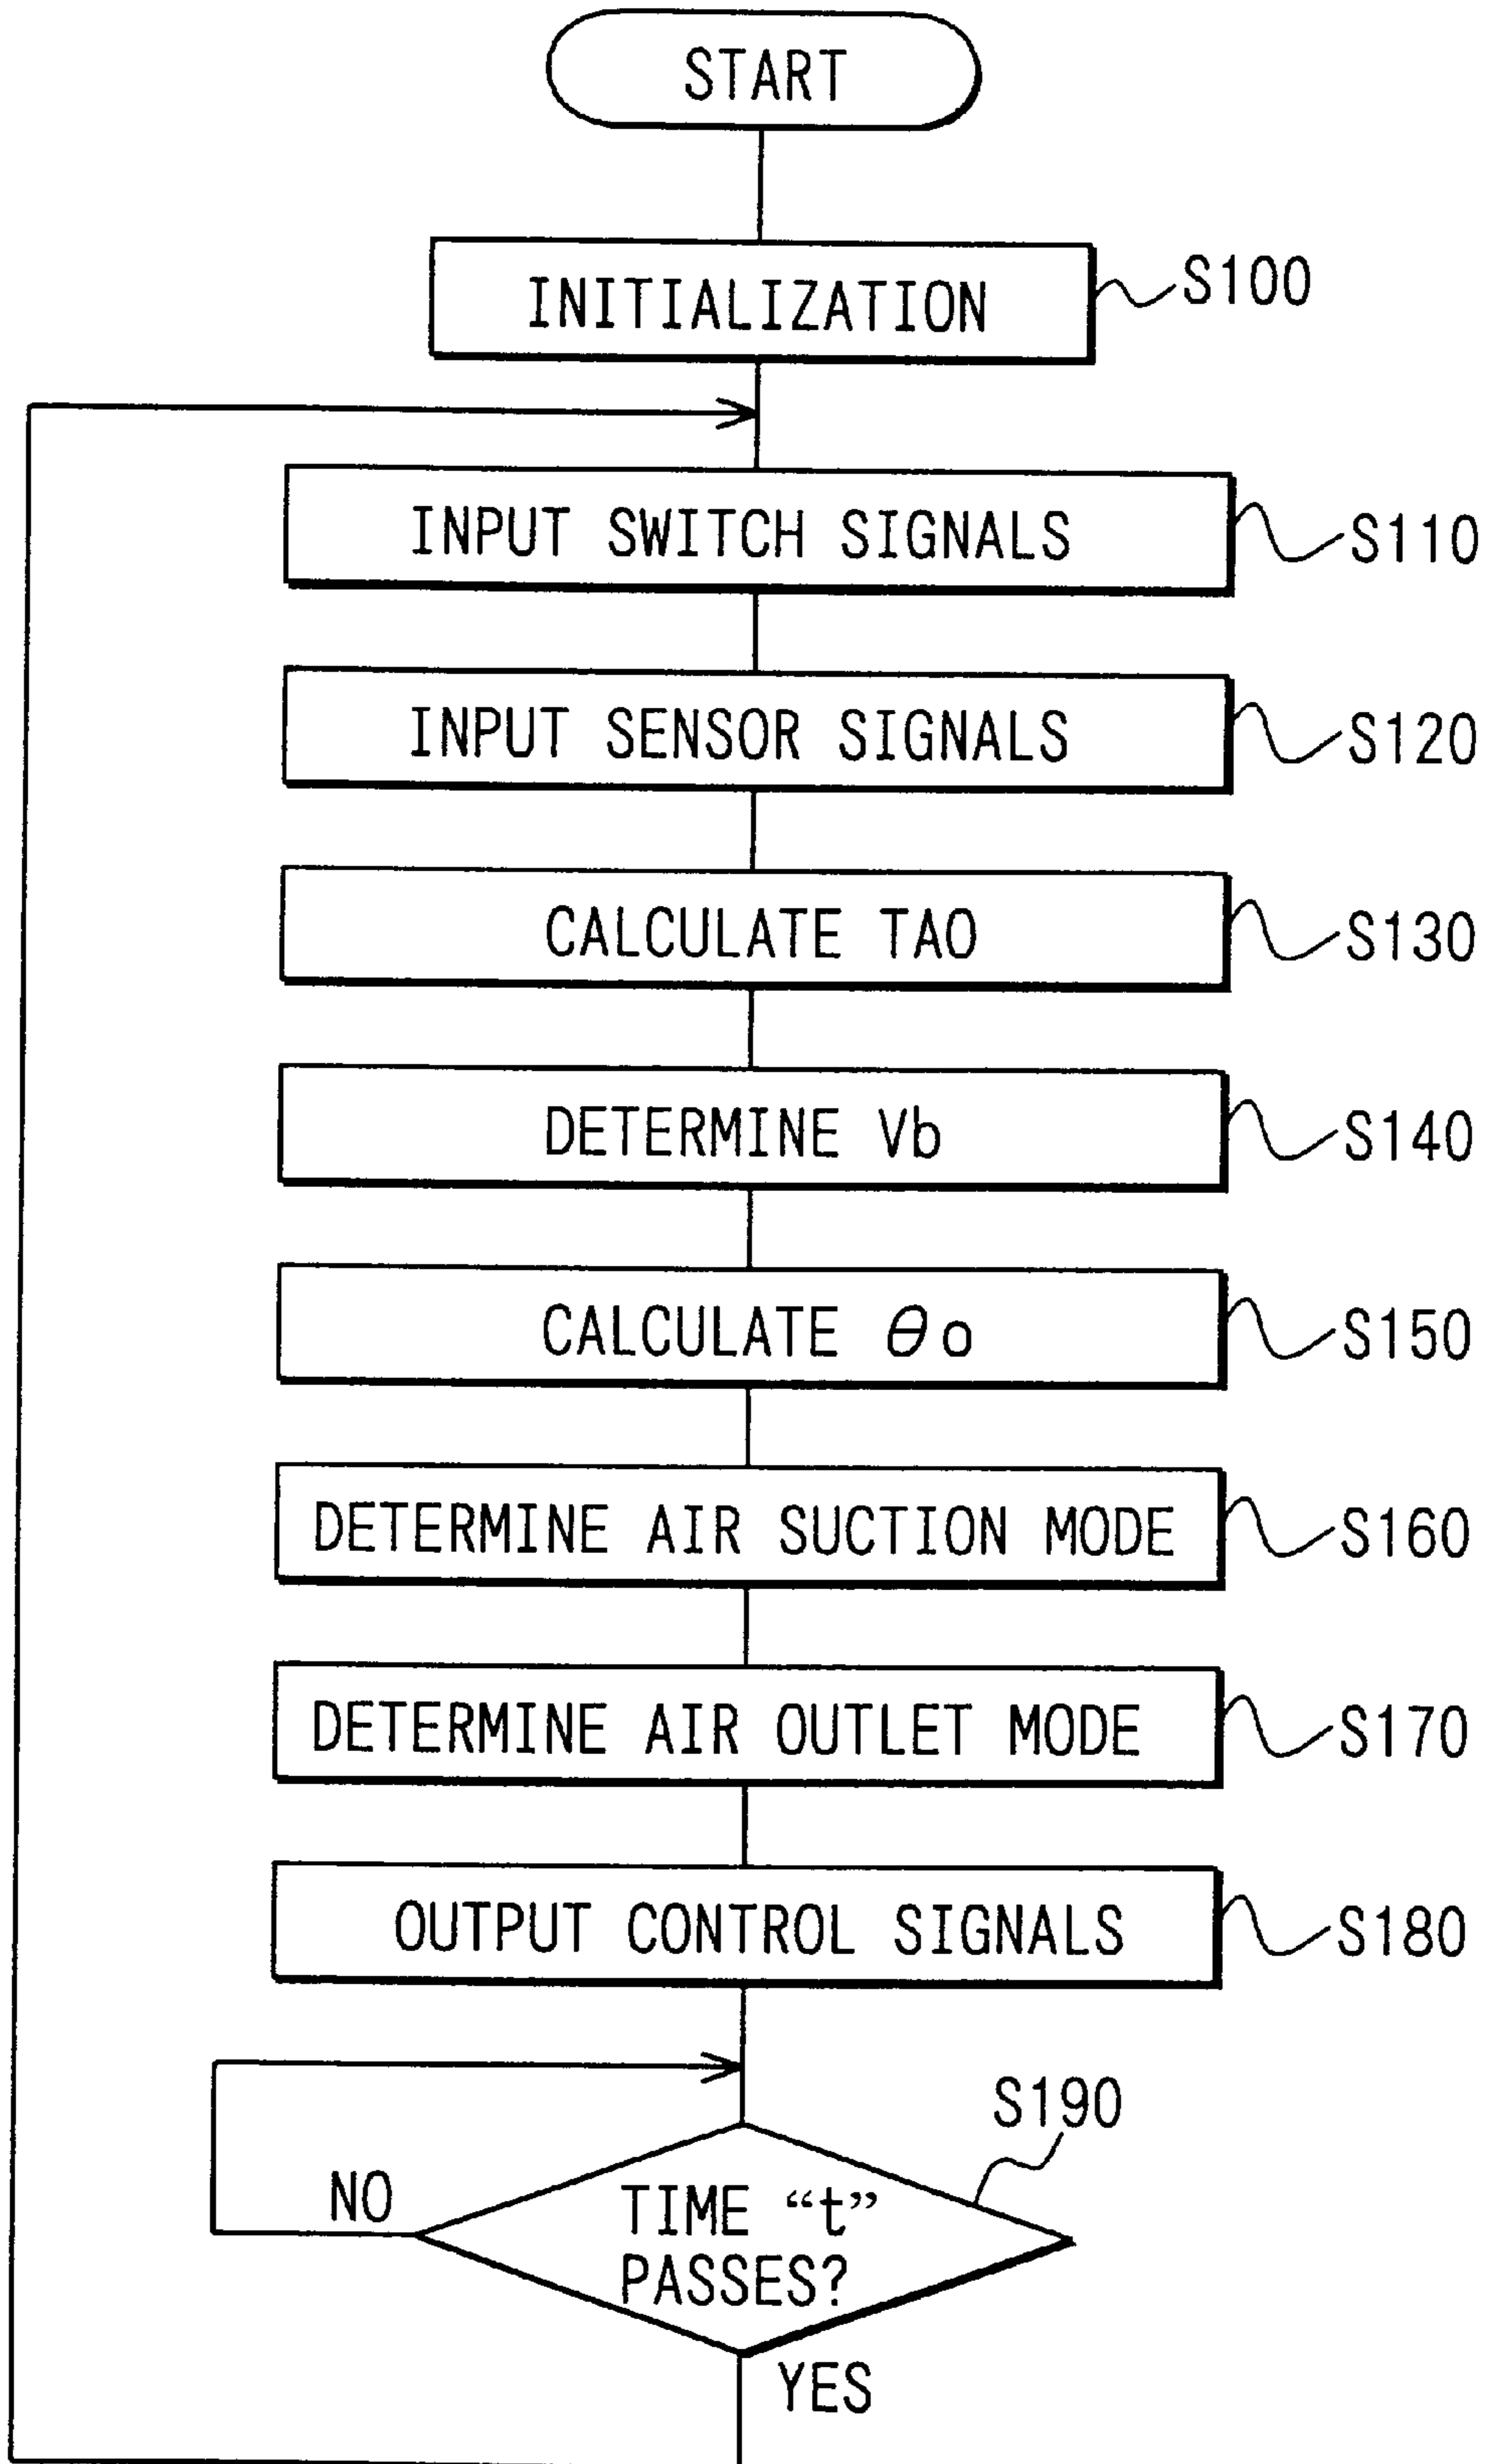 START
INITIALIZATION
S100
INPUT SWITCH SIGNALS
S110
INPUT SENSOR SIGNALS
S120
CALCULATE TAO
S130
DETERMINE Vb
S140
CALCULATE θo
S150
DETERMINE AIR SUCTION MODE
S160
DETERMINE AIR OUTLET MODE
S170
OUTPUT CONTROL SIGNALS
S180
S190
NO
TIME “t”
PASSES?
YES